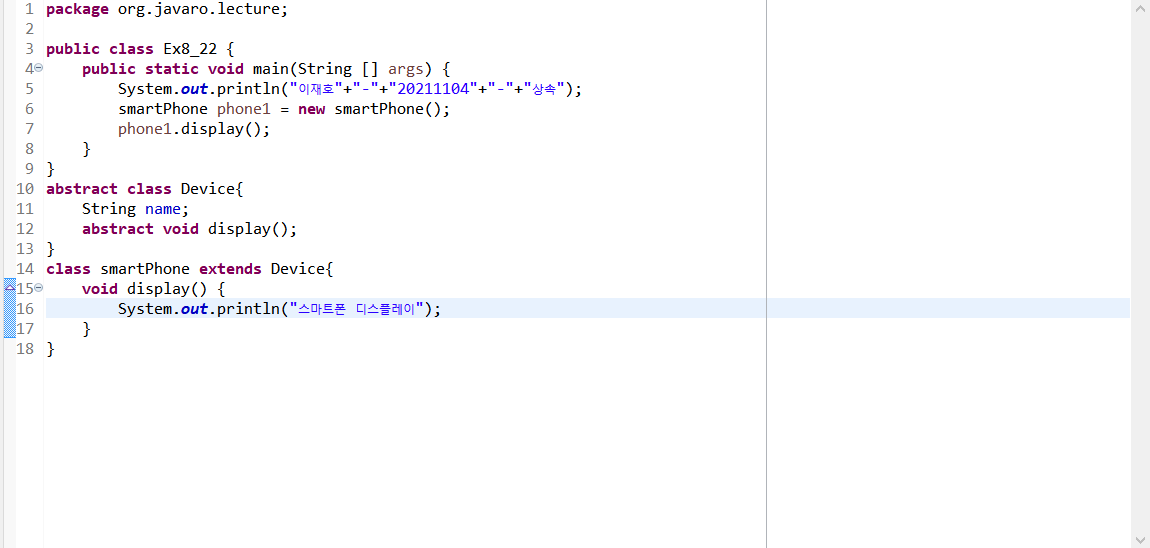 1 package org.javaro.lecture;
2
3 public class Ex8_22 {
4 public static void main(String [] args) {
5 System.out.println("이재호"+"-"+"20211104"+"-"+"상속");
6 smartPhone phone1 = new smartPhone();
7 phone1.display();
8 }
9 }
10 abstract class Device{
11 String name;
12 abstract void display();
13 }
14 class smartPhone extends Device{
15 void display() {
16 System.out.println("스마트폰 디스플레이");
17 }
18 }